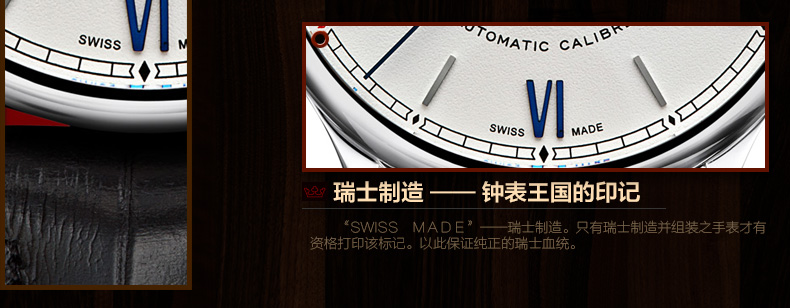 SWISS M
AUTOMATIC CALIBRE
VI
SWISS MADE
瑞士制造 —— 钟表王国的印记
“SWISS MADE”——瑞士制造。只有瑞士制造并组装之手表才有
资格打印该标记。以此保证纯正的瑞士血统。